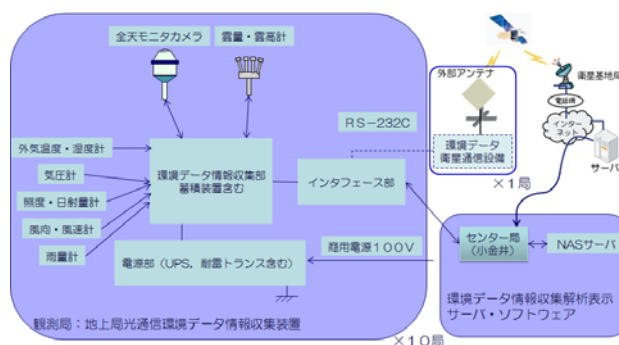 全天モニタカメラ
雲量・雲高計
外部アンテナ
衛星基地局
電話網
インターネット
サーバ
RS-232C
環境データ
衛星通信設備
×1局
外気温度・湿度計
気圧計
照度・日射量計
風向・風速計
雨量計
環境データ情報収集部
蓄積装置含む
インタフェース部
電源部(UPS, 耐雷トランス含む)
商用電源100V
センター局
(小金井)
NASサーバ
環境データ情報収集解析表示
サーバ・ソフトウェア
観測局:地上局光通信環境データ情報収集装置
×10局